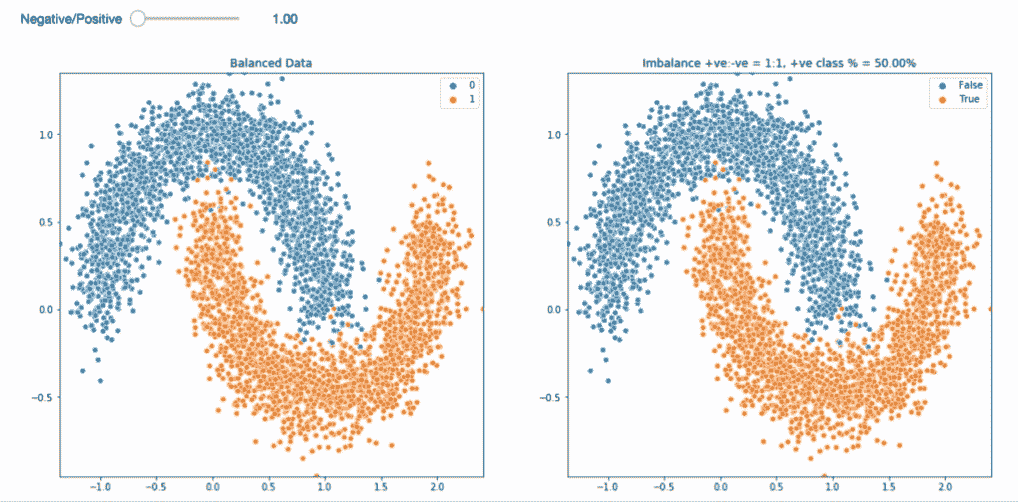 Negative/Positive 1.00
Balanced Data
0
1
1.0
0.5
0.0
−0.5
−1.0 −0.5 0.0 0.5 1.0 1.5 2.0
Imbalance +ve:-ve = 1:1, +ve class % = 50.00%
False
True
1.0
0.5
0.0
−0.5
−1.0 −0.5 0.0 0.5 1.0 1.5 2.0